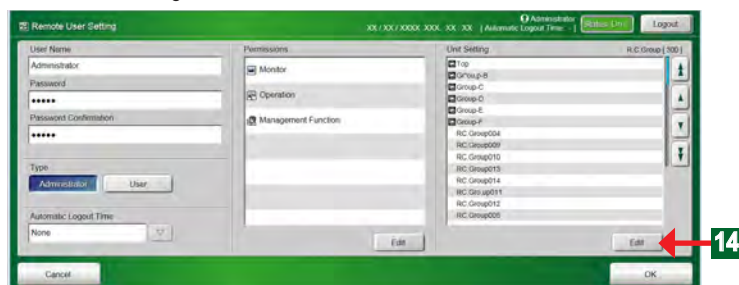 Remote User Setting
XX / XX / XXXX XXX, XX : XX | Automatic Logout Time: - |
Administrator
Status: Dis
Logout
User Name
Administrator
Password
•••••
Password Confirmation
•••••
Type
Administrator
User
Automatic Logout Time
None
Permissions
Monitor
Operation
Management Function
Edit
Unit Setting
R.C.Group [ 300 ]
Top
Group-B
Group-C
Group-D
Group-E
Group-F
RC.Group004
RC.Group009
RC.Group010
RC.Group013
RC.Group014
RC.Group011
RC.Group012
RC.Group005
Edit
14
Cancel
OK